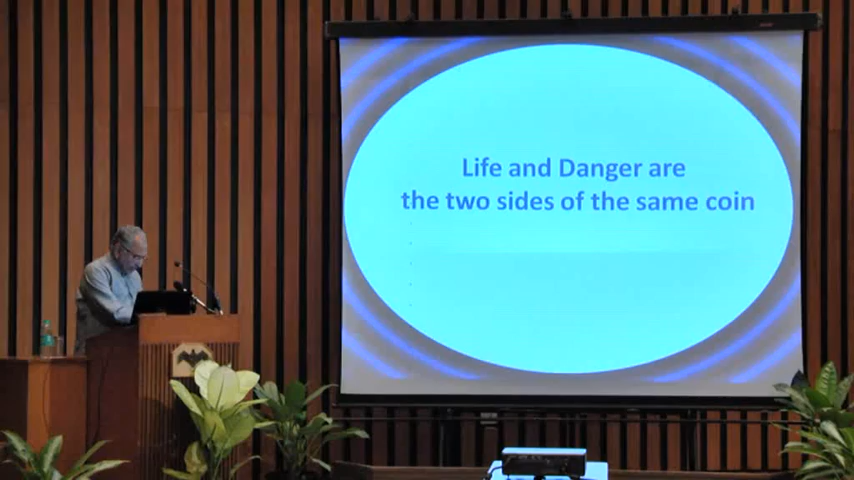 Life and Danger are
the two sides of the same coin